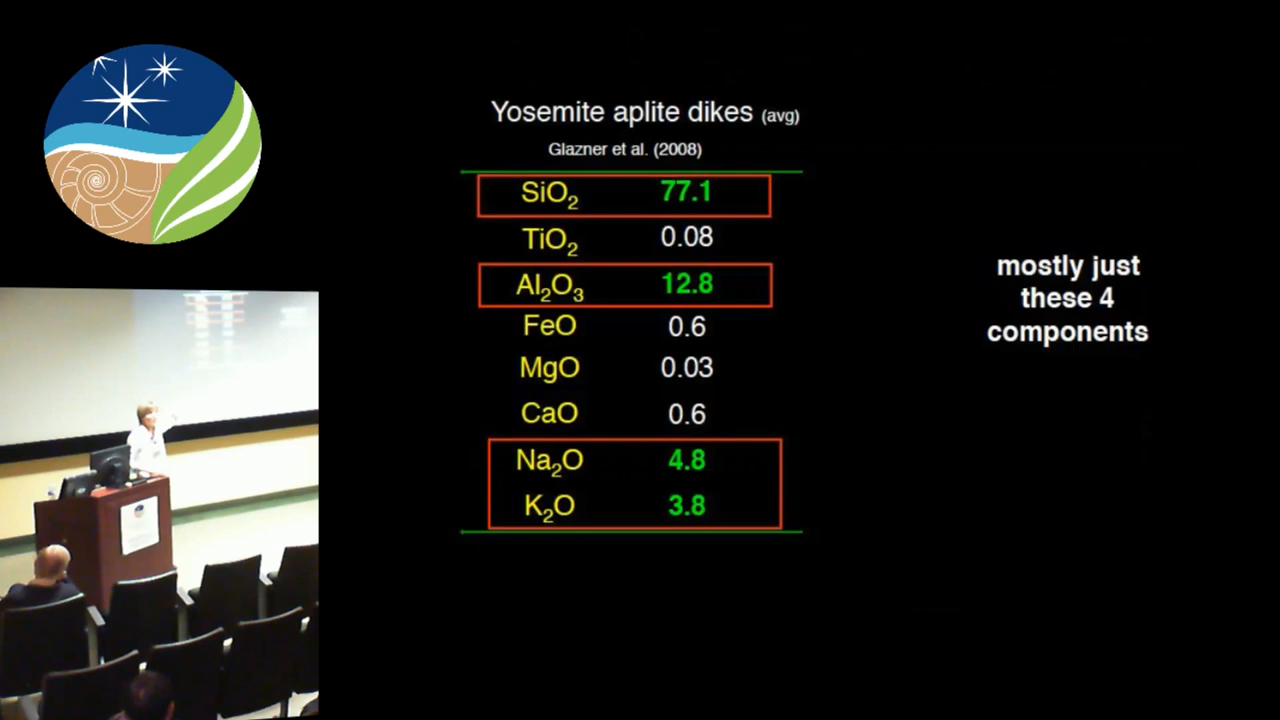 Yosemite aplite dikes (avg)
Glazner et al. (2008)
SiO₂ 77.1
TiO₂ 0.08
Al₂O₃ 12.8
FeO 0.6
MgO 0.03
CaO 0.6
Na₂O 4.8
K₂O 3.8
mostly just
these 4
components